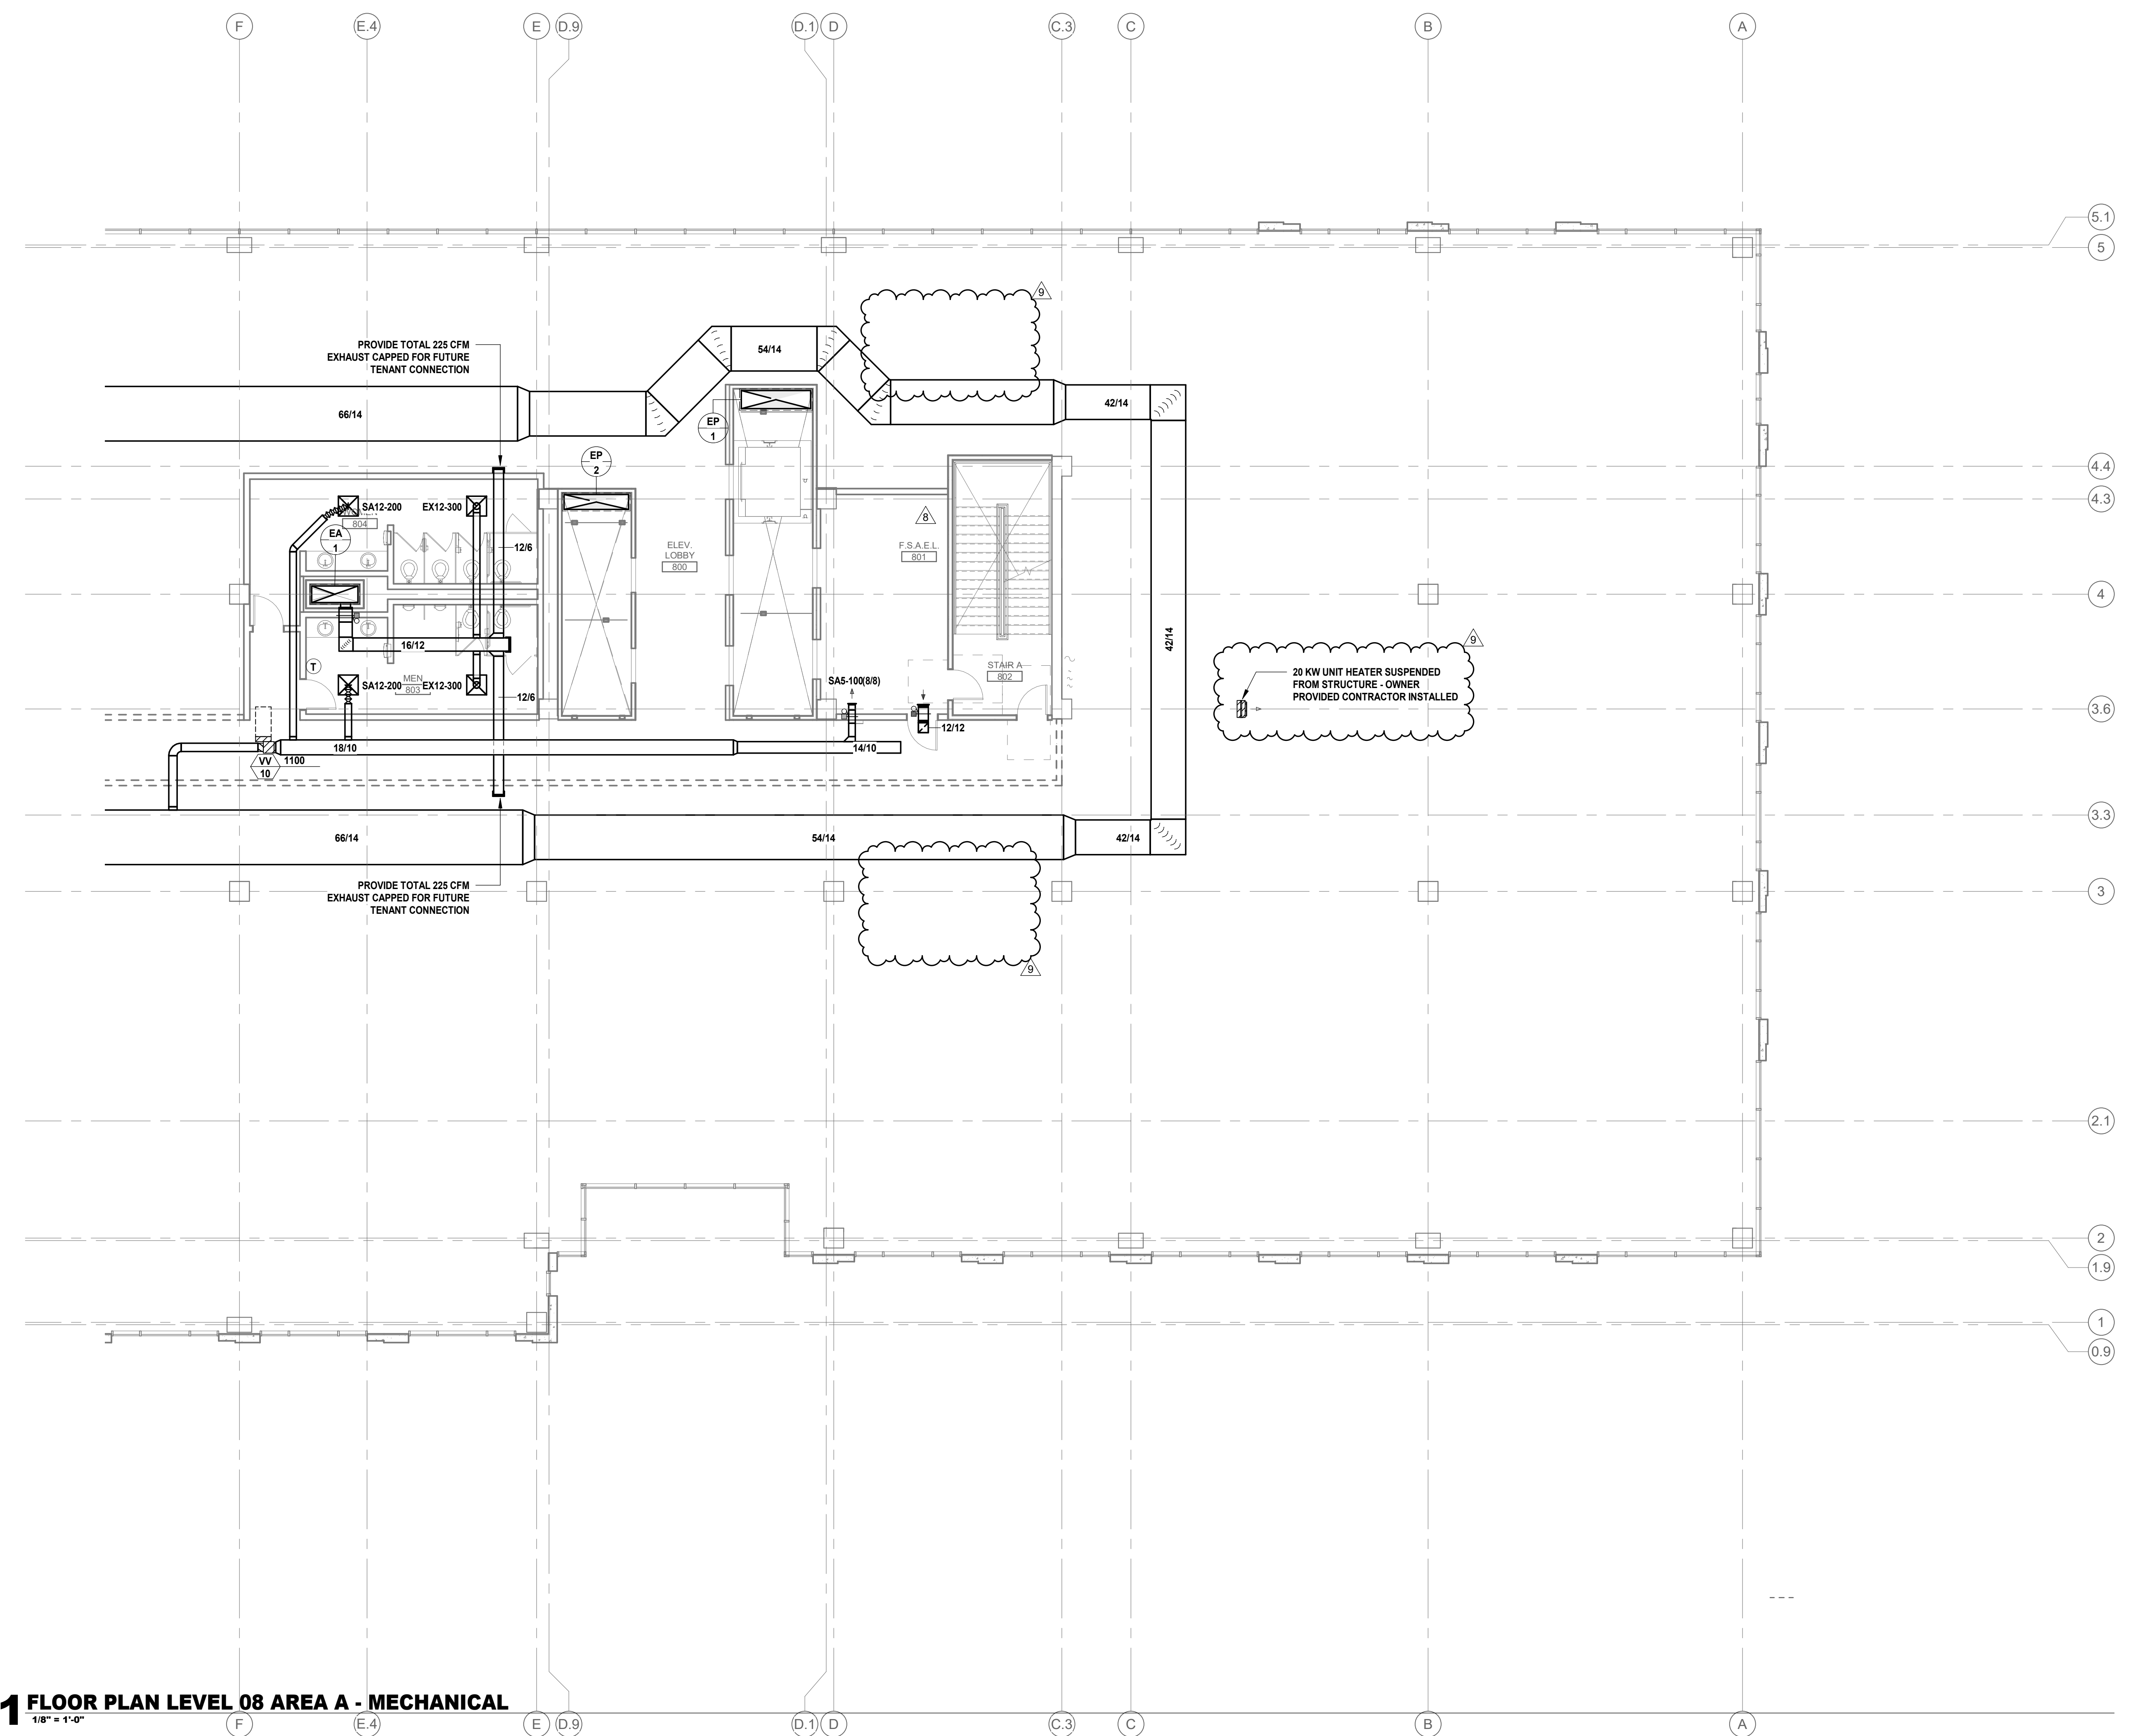 F E.4 E D.9 D.1 D C.3 C B A
5.1
5
9
PROVIDE TOTAL 225 CFM
EXHAUST CAPPED FOR FUTURE
TENANT CONNECTION
54/14
66/14
42/14
EP
1
EP
2
4.4
4.3
SA12-200
EX12-300
804
EA
1
8
12/6
ELEV.
LOBBY
800
F.S.A.E.L.
801
4
16/12
42/14
9
T
STAIR A
802
20 KW UNIT HEATER SUSPENDED
FROM STRUCTURE - OWNER
PROVIDED CONTRACTOR INSTALLED
MEN
803
SA12-200
EX12-300
SA5-100(8/8)
12/6
3.6
12/12
18/10
14/10
VV
10
1100
3.3
66/14
54/14
42/14
PROVIDE TOTAL 225 CFM
EXHAUST CAPPED FOR FUTURE
TENANT CONNECTION
3
9
2.1
2
1.9
1
0.9
1 FLOOR PLAN LEVEL 08 AREA A - MECHANICAL
1/8" = 1'-0"
F E.4 E D.9 D.1 D C.3 C B A